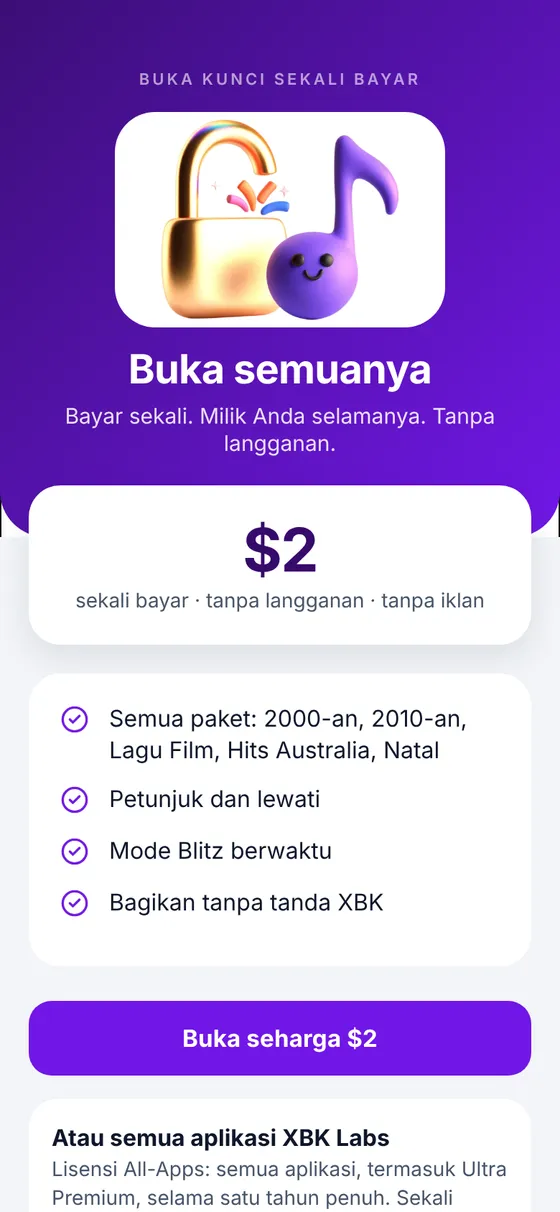 BUKA KUNCI SEKALI BAYAR
Buka semuanya
Bayar sekali. Milik Anda selamanya. Tanpa
langganan.
$2
sekali bayar · tanpa langganan · tanpa iklan
Semua paket: 2000-an, 2010-an,
Lagu Film, Hits Australia, Natal
Petunjuk dan lewati
Mode Blitz berwaktu
Bagikan tanpa tanda XBK
Buka seharga $2
Atau semua aplikasi XBK Labs
Lisensi All-Apps: semua aplikasi, termasuk Ultra
Premium, selama satu tahun penuh. Sekali